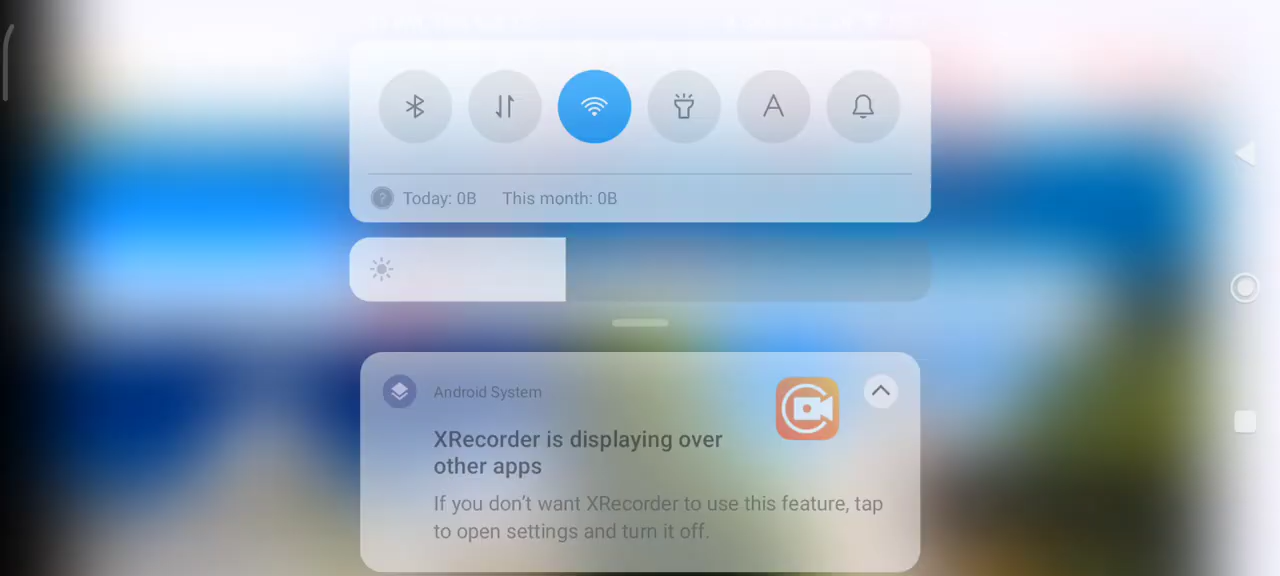 Today: 0B This month: 0B
Android System
XRecorder is displaying over
other apps
If you don't want XRecorder to use this feature, tap
to open settings and turn it off.